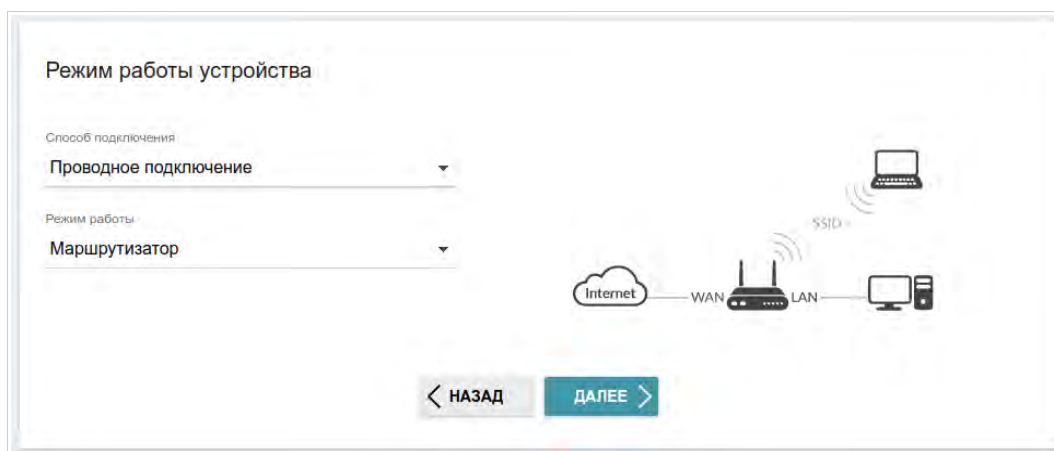 Режим работы устройства
Способ подключения
Проводное подключение
Режим работы
Маршрутизатор
SSID
Internet
WAN
LAN
НАЗАД
ДАЛЕЕ